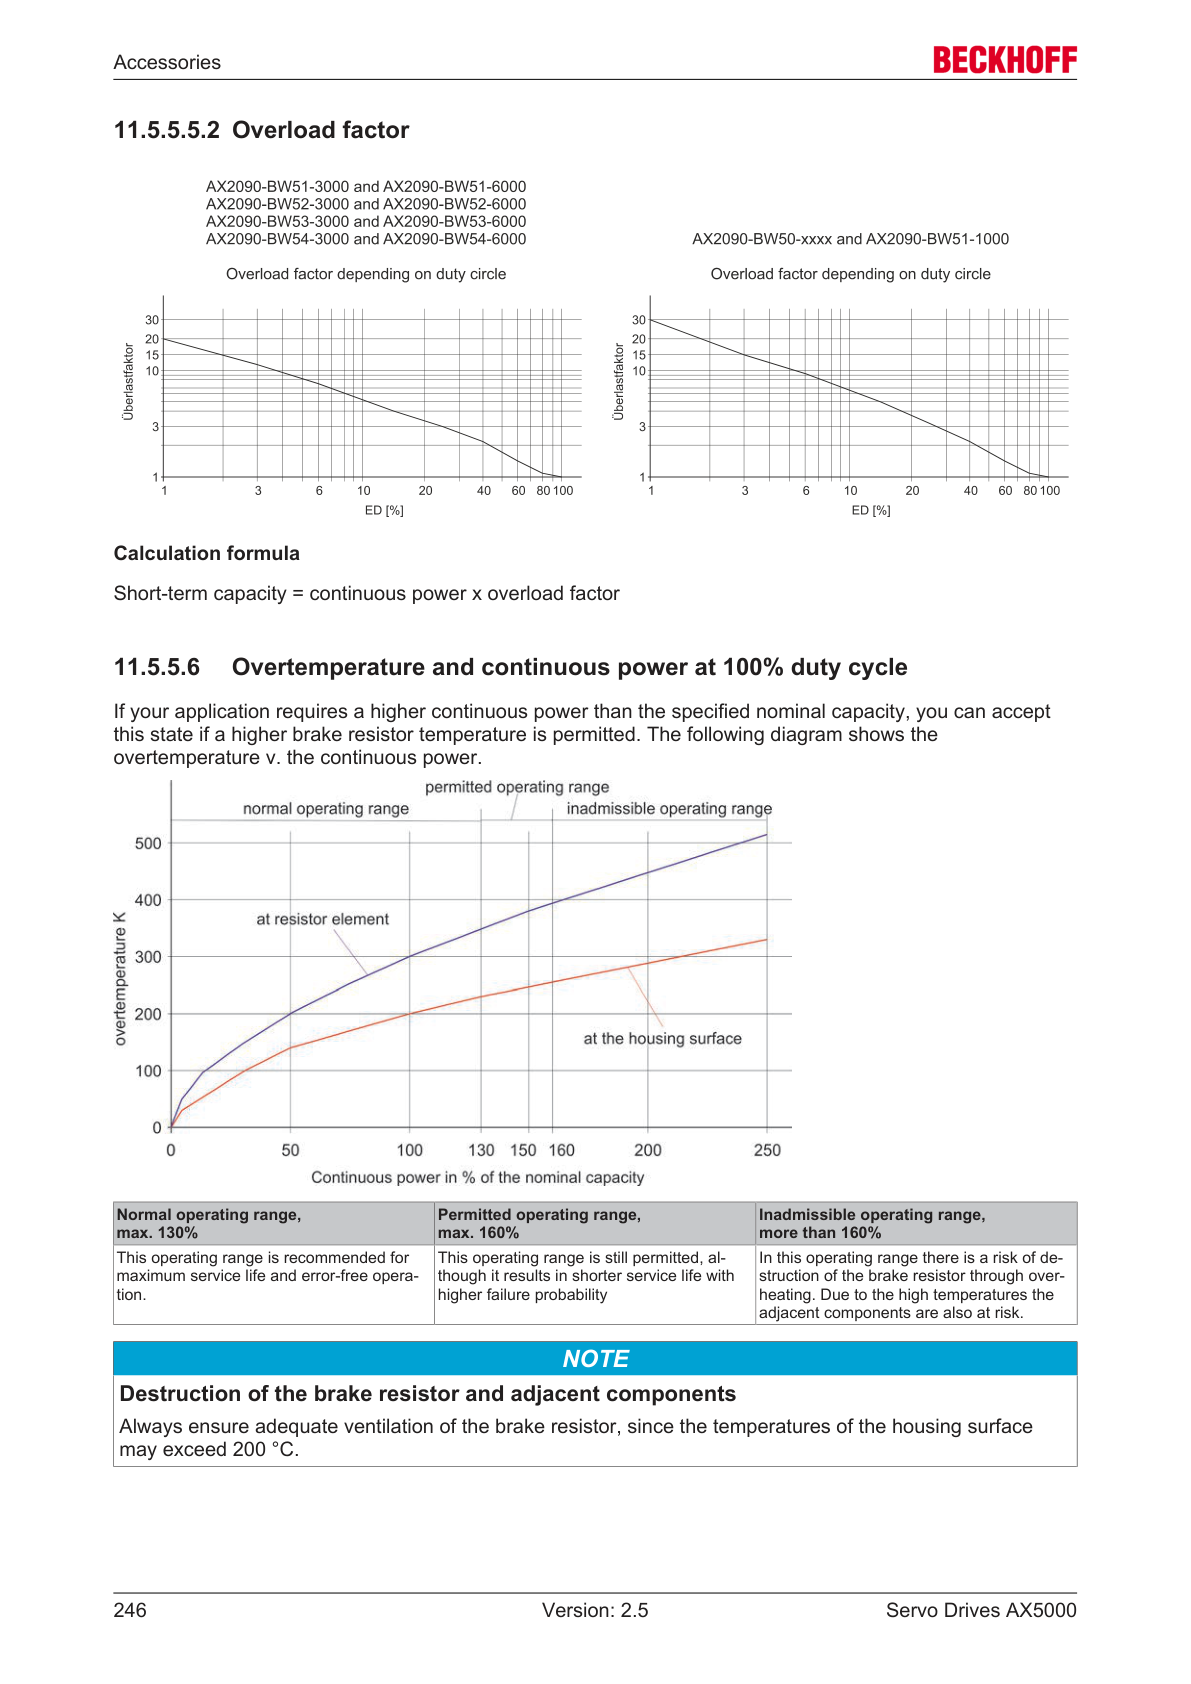 Accessories
BECKHOFF
11.5.5.5.2 Overload factor
AX2090-BW51-3000 and AX2090-BW51-6000
AX2090-BW52-3000 and AX2090-BW52-6000
AX2090-BW53-3000 and AX2090-BW53-6000
AX2090-BW54-3000 and AX2090-BW54-6000
Overload factor depending on duty circle
30
20
15
10
3
1
Überlastfaktor
1 3 6 10 20 40 60 80 100
ED [%]
AX2090-BW50-xxxx and AX2090-BW51-1000
Overload factor depending on duty circle
30
20
15
10
3
1
Überlastfaktor
1 3 6 10 20 40 60 80 100
ED [%]
Calculation formula
Short-term capacity = continuous power x overload factor
11.5.5.6 Overtemperature and continuous power at 100% duty cycle
If your application requires a higher continuous power than the specified nominal capacity, you can accept
this state if a higher brake resistor temperature is permitted. The following diagram shows the
overtemperature v. the continuous power.
permitted operating range
normal operating range
inadmissible operating range
500
400
300
200
100
0
overtemperature K
at resistor element
at the housing surface
0 50 100 130 150 160 200 250
Continuous power in % of the nominal capacity
Normal operating range,
max. 130%
Permitted operating range,
max. 160%
Inadmissible operating range,
more than 160%
This operating range is recommended for
maximum service life and error-free opera-
tion.
This operating range is still permitted, al-
though it results in shorter service life with
higher failure probability
In this operating range there is a risk of de-
struction of the brake resistor through over-
heating. Due to the high temperatures the
adjacent components are also at risk.
NOTE
Destruction of the brake resistor and adjacent components
Always ensure adequate ventilation of the brake resistor, since the temperatures of the housing surface
may exceed 200 °C.
246
Version: 2.5
Servo Drives AX5000